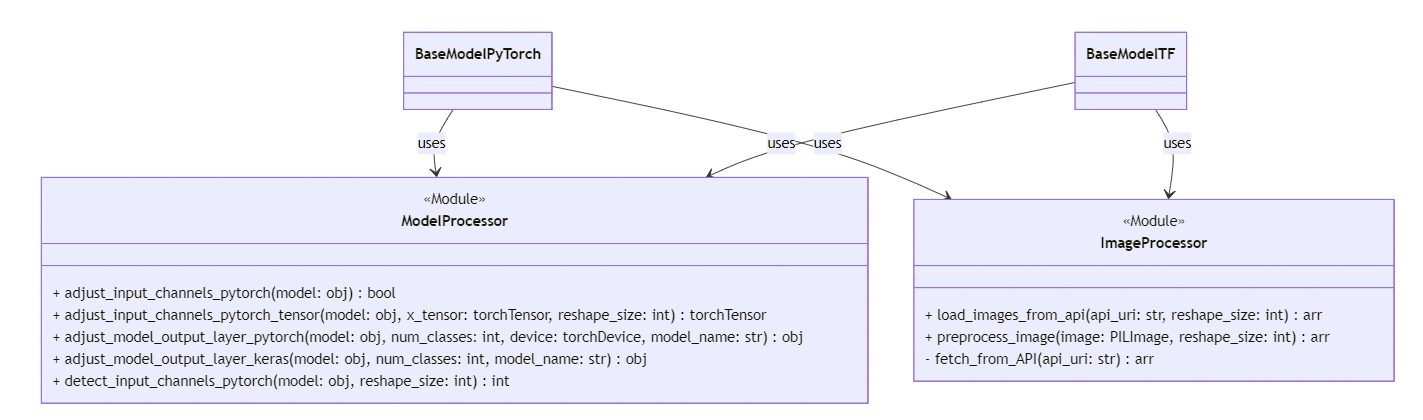 BaseModelPyTorch
BaseModelTF
uses
uses
uses
uses
«Module»
ModelProcessor
+ adjust_input_channels_pytorch(model: obj) : bool
+ adjust_input_channels_pytorch_tensor(model: obj, x_tensor: torchTensor, reshape_size: int) : torchTensor
+ adjust_model_output_layer_pytorch(model: obj, num_classes: int, device: torchDevice, model_name: str) : obj
+ adjust_model_output_layer_keras(model: obj, num_classes: int, model_name: str) : obj
+ detect_input_channels_pytorch(model: obj, reshape_size: int) : int
«Module»
ImageProcessor
+ load_images_from_api(api_uri: str, reshape_size: int) : arr
+ preprocess_image(image: PILImage, reshape_size: int) : arr
- fetch_from_API(api_uri: str) : arr